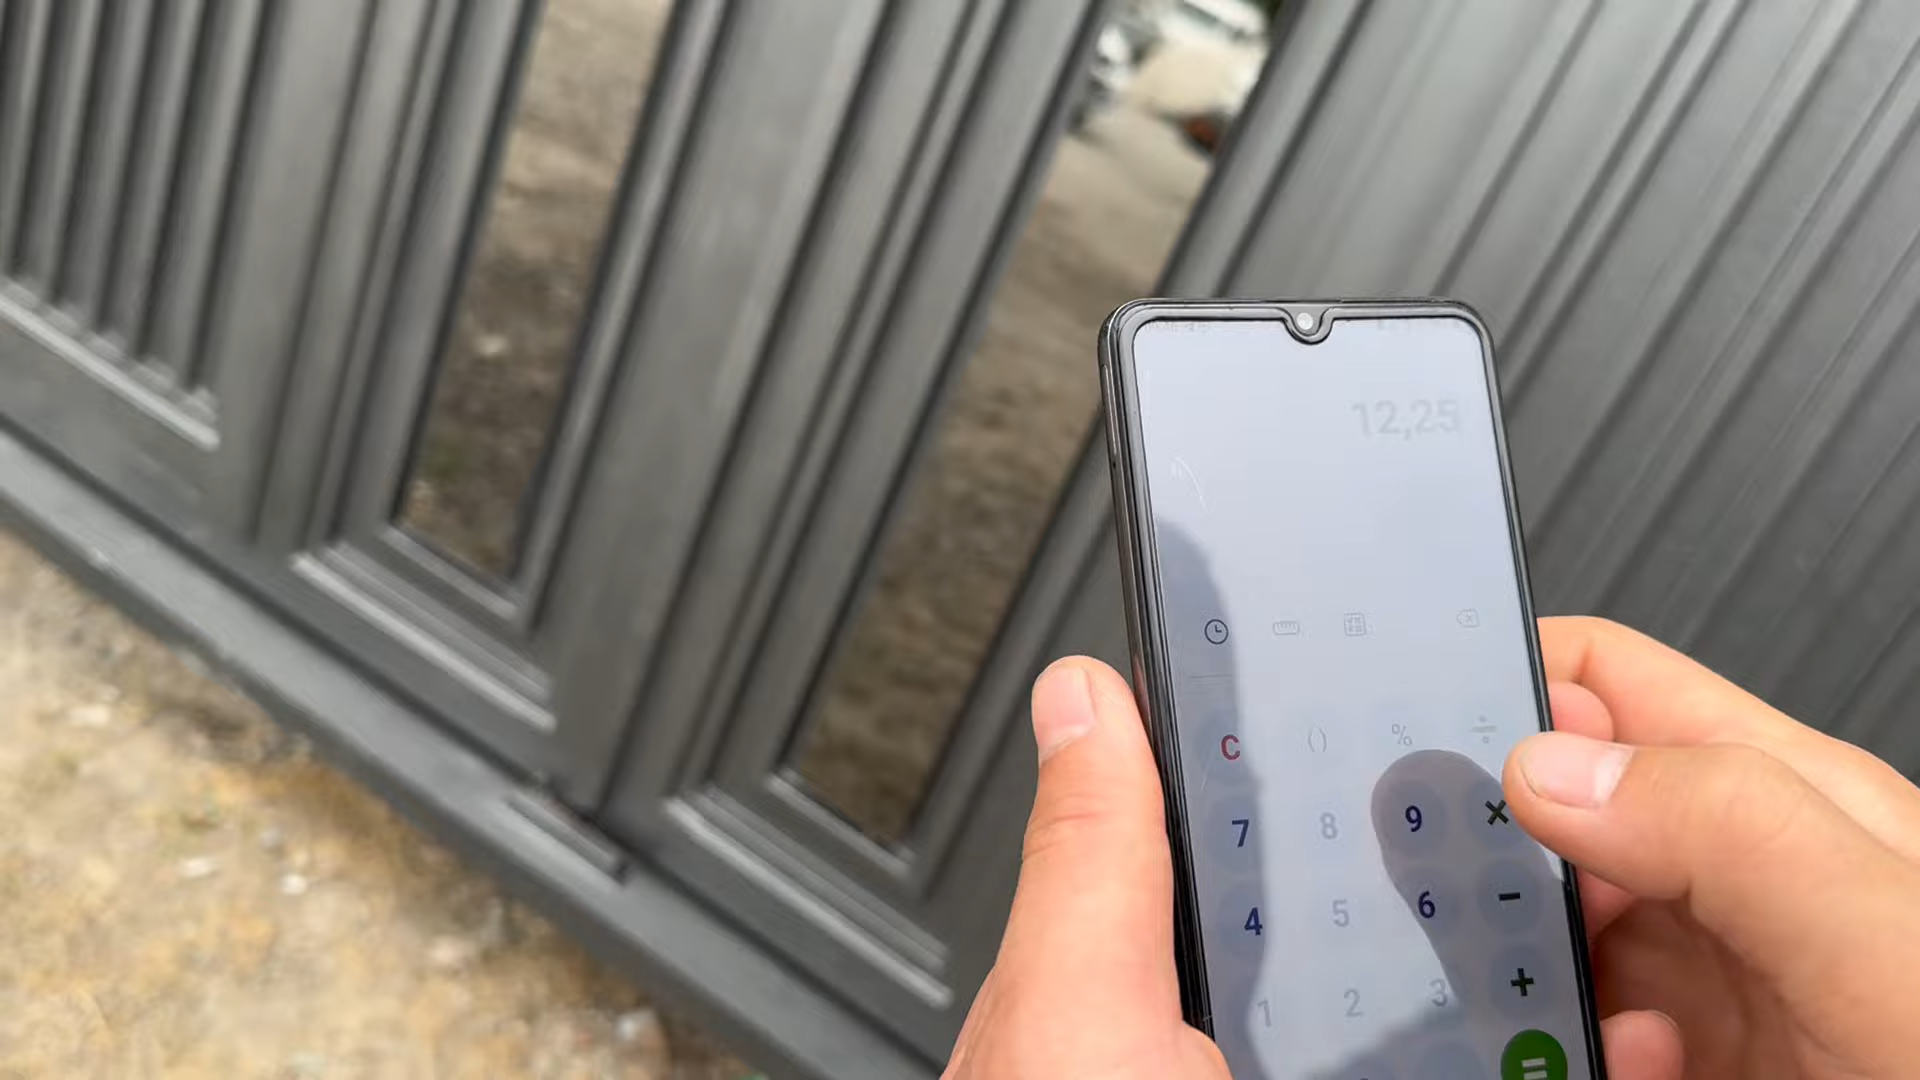 12,25
C () % ÷
7 8 9 ×
4 5 6 −
1 2 3 +
=